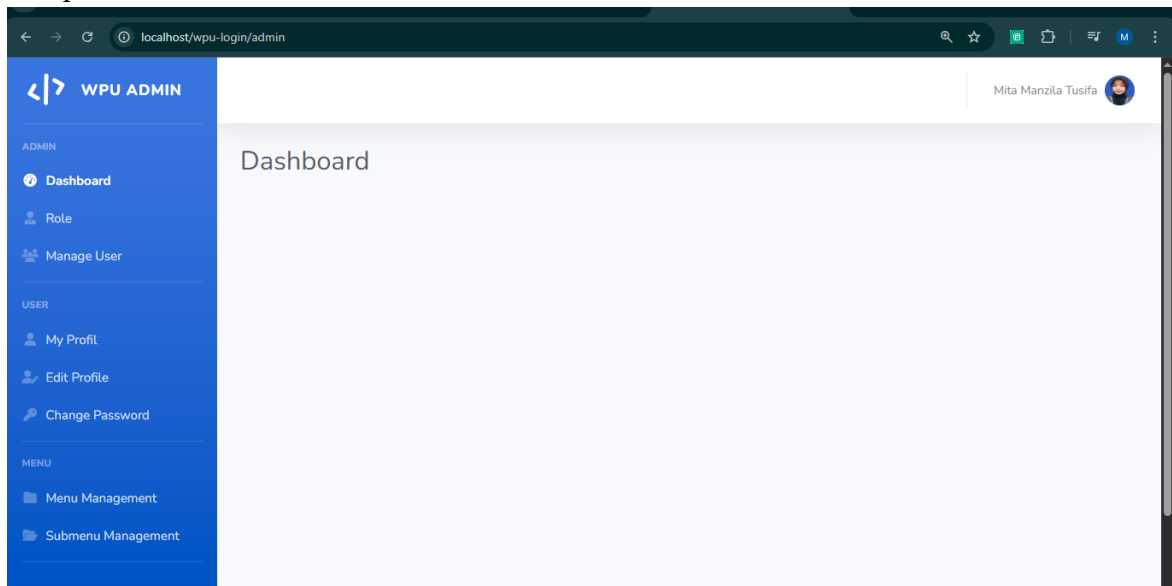 localhost/wpu-login/admin
M
WPU ADMIN
Mita Manzila Tusifa
ADMIN
Dashboard
Dashboard
Role
Manage User
USER
My Profil
Edit Profile
Change Password
MENU
Menu Management
Submenu Management